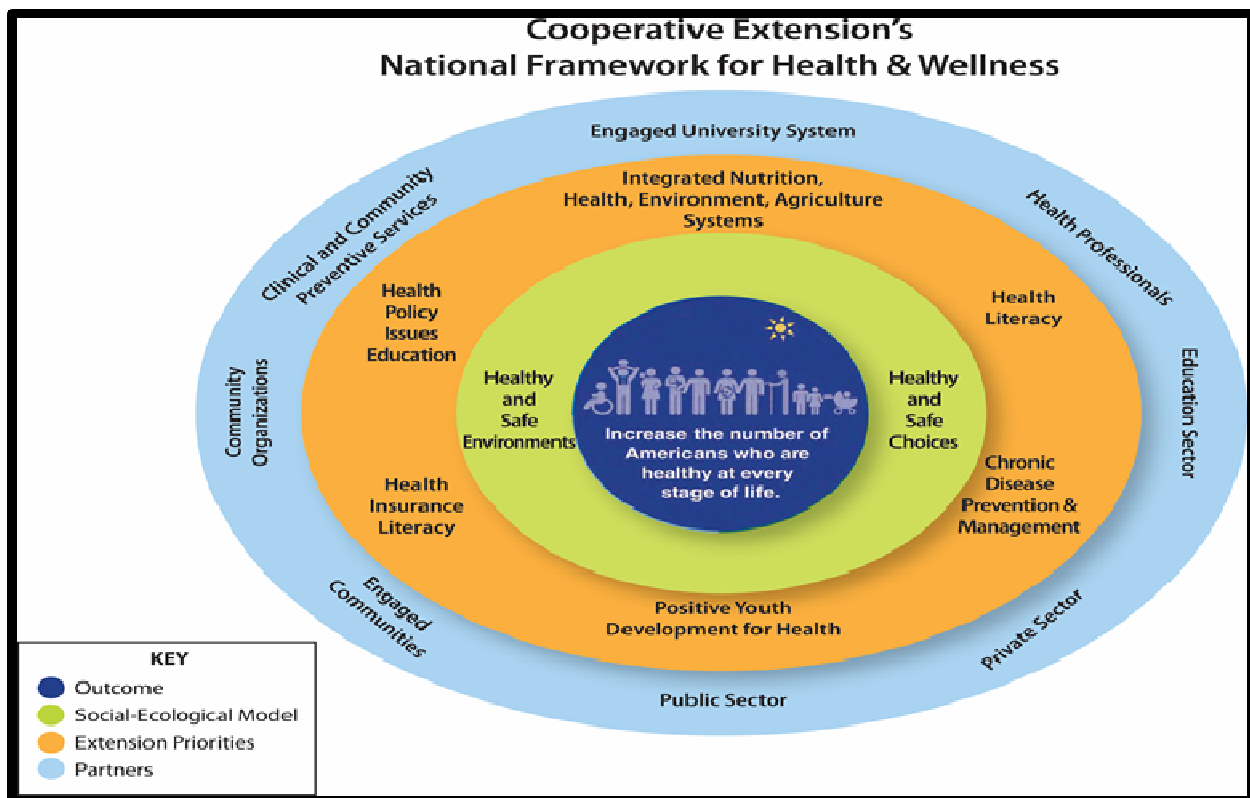 Cooperative Extension's
National Framework for Health & Wellness
Engaged University System
Integrated Nutrition,
Health, Environment, Agriculture
Systems
Clinical and Community
Preventive Services
Health Professionals
Health
Policy
Issues
Education
Health
Literacy
Community
Organizations
Healthy
and
Safe
Environments
Increase the number of
Americans who are
healthy at every
stage of life.
Healthy
and
Safe
Choices
Education Sector
Health
Insurance
Literacy
Chronic
Disease
Prevention &
Management
Engaged
Communities
Positive Youth
Development for Health
Private Sector
Public Sector
KEY
Outcome
Social-Ecological Model
Extension Priorities
Partners